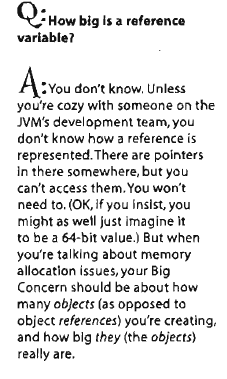 Q: How big is a reference
variable?
A: You don't know. Unless
you're cozy with someone on the
JVM's development team, you
don't know how a reference is
represented. There are pointers
in there somewhere, but you
can't access them. You won't
need to. (OK, if you insist, you
might as well just imagine it
to be a 64-bit value.) But when
you're talking about memory
allocation issues, your Big
Concern should be about how
many objects (as opposed to
object references) you're creating,
and how big they (the objects)
really are.